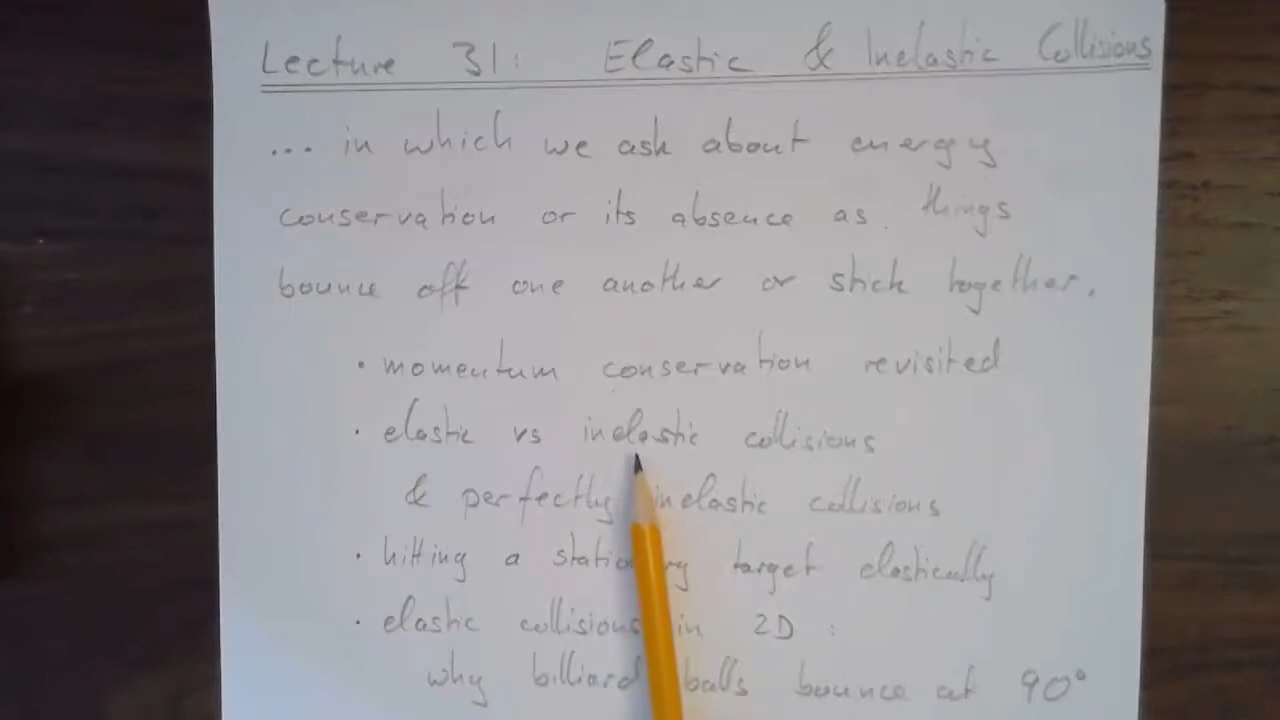 Lecture 31: Elastic & Inelastic Collisions
... in which we ask about energy
conservation or its absence as things
bounce off one another or stick together.
• momentum conservation revisited
• elastic vs inelastic collisions
& perfectly inelastic collisions
• hitting a stationary target elastically
• elastic collisions in 2D :
why billiard balls bounce at 90°